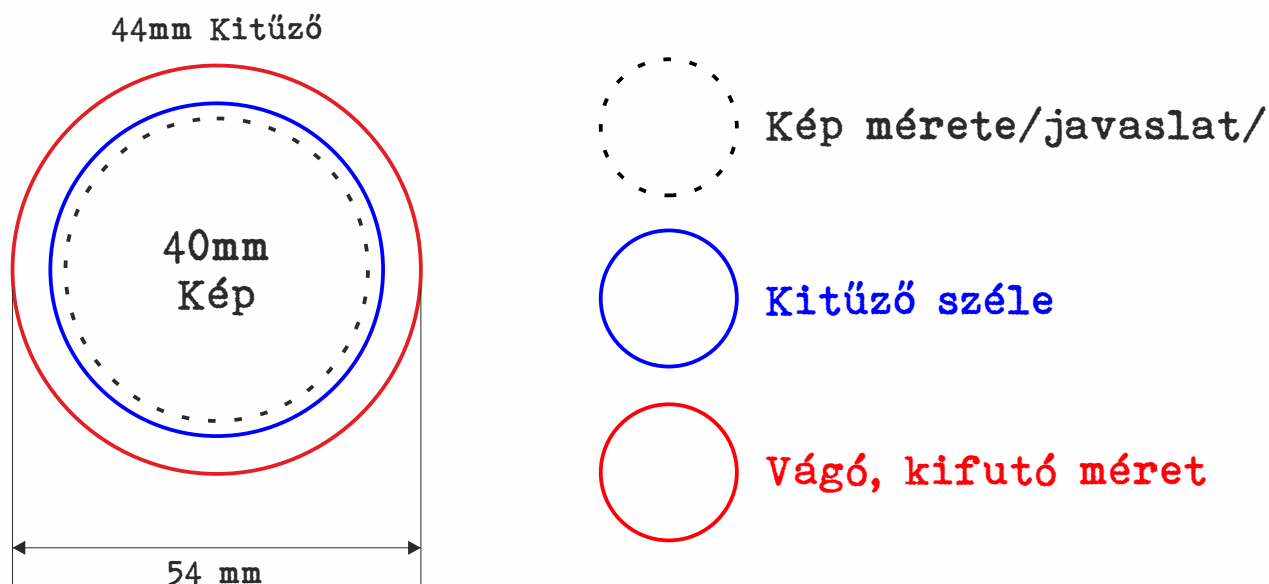 44mm Kitűző
40mm
Kép
54 mm
Kép mérete/javaslat/
Kitűző széle
Vágó, kifutó méret